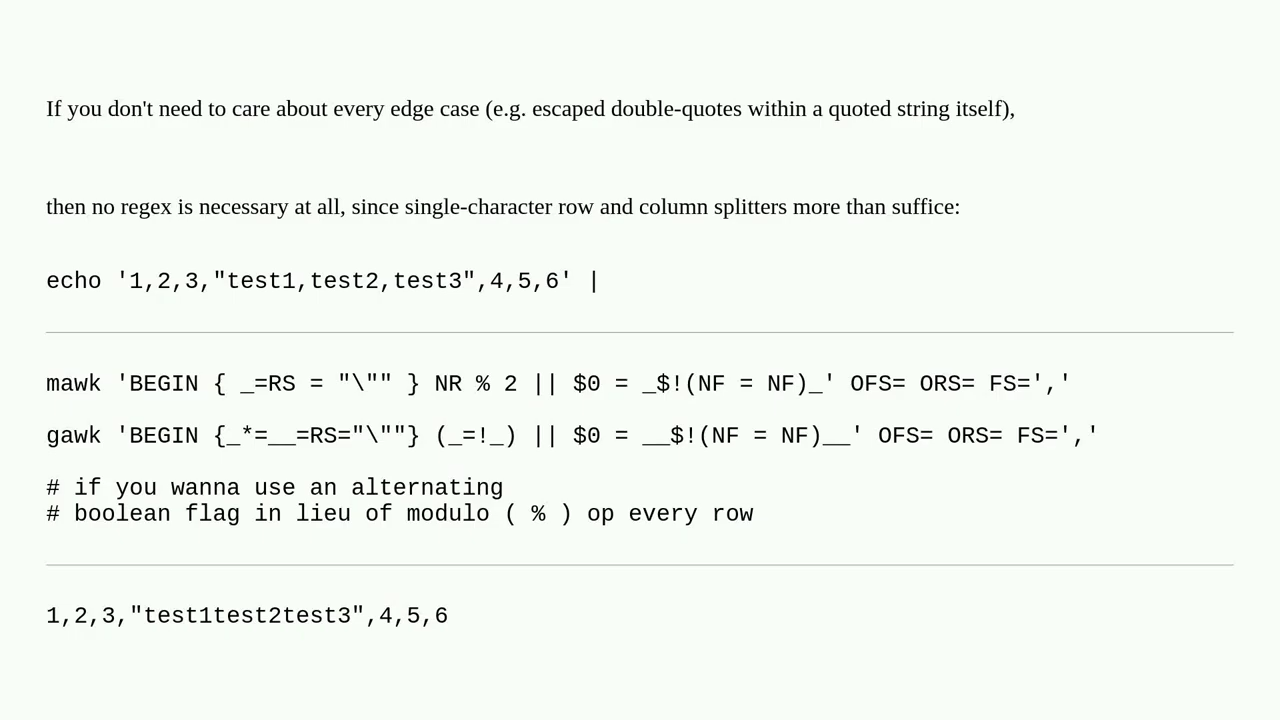 If you don't need to care about every edge case (e.g. escaped double-quotes within a quoted string itself),
then no regex is necessary at all, since single-character row and column splitters more than suffice:
echo '1,2,3,"test1,test2,test3",4,5,6' |
mawk 'BEGIN { _=RS = "\"" } NR % 2 || $0 = _$!(NF = NF)_' OFS= ORS= FS=','
gawk 'BEGIN {_*=__=RS="\""} (_=!_) || $0 = __$!(NF = NF)__' OFS= ORS= FS=','
# if you wanna use an alternating
# boolean flag in lieu of modulo ( % ) op every row
1,2,3,"test1test2test3",4,5,6